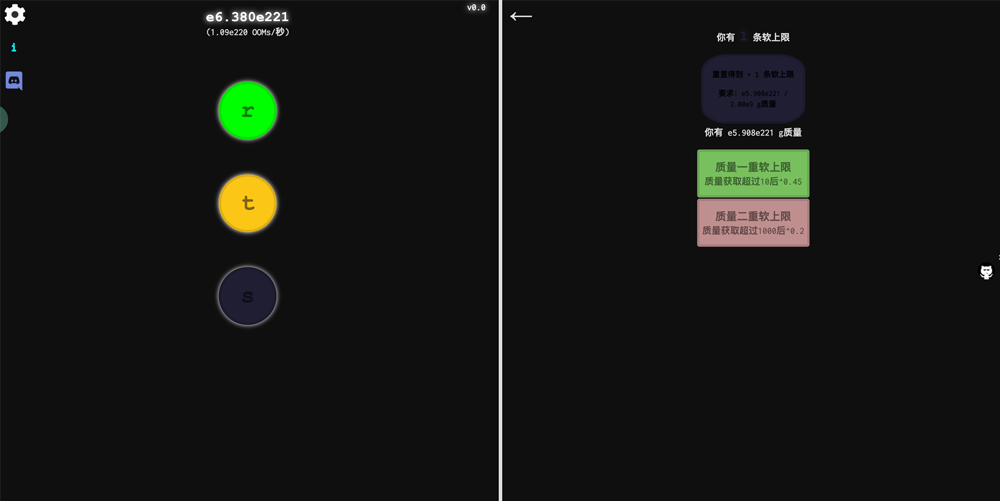 e6.380e221
(1.09e220 OOMs/秒)
v0.0
i
r
t
s
你有 1 条软上限
重置得到 + 1 条软上限
要求: e5.908e221 /
2.00e9 g质量
你有 e5.908e221 g质量
质量一重软上限
质量获取超过10后^0.45
质量二重软上限
质量获取超过1000后^0.2